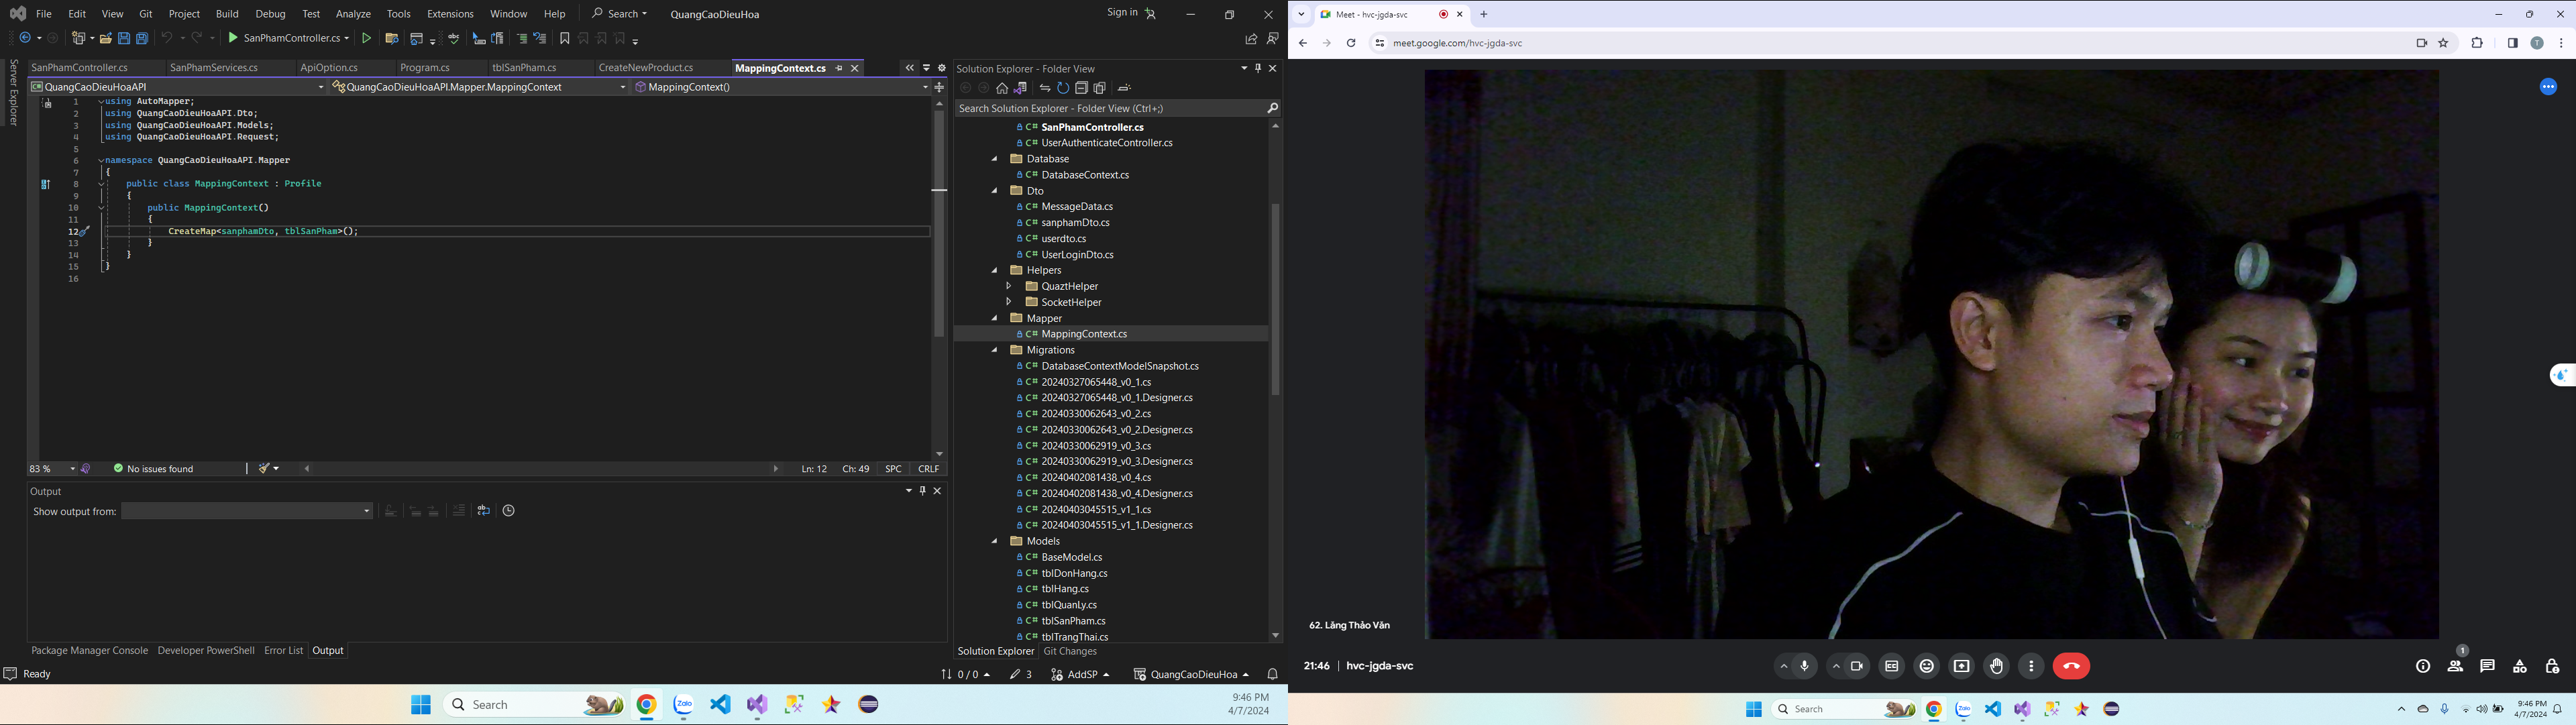 File Edit View Git Project Build Debug Test Analyze Tools Extensions Window Help Search QuangCaoDieuHoa Sign in
SanPhamController.cs
SanPhamController.cs SanPhamServices.cs ApiOption.cs Program.cs tblSanPham.cs CreateNewProduct.cs MappingContext.cs
Server Explorer
QuangCaoDieuHoaAPI QuangCaoDieuHoaAPI.Mapper.MappingContext MappingContext()
1 using AutoMapper;
2 using QuangCaoDieuHoaAPI.Dto;
3 using QuangCaoDieuHoaAPI.Models;
4 using QuangCaoDieuHoaAPI.Request;
5
6 namespace QuangCaoDieuHoaAPI.Mapper
7 {
8 public class MappingContext : Profile
9 {
10 public MappingContext()
11 {
12 CreateMap<sanphamDto, tblSanPham>();
13 }
14 }
15 }
16
83 % No issues found Ln: 12 Ch: 49 SPC CRLF
Output
Show output from:
Package Manager Console Developer PowerShell Error List Output
Solution Explorer - Folder View
Search Solution Explorer - Folder View (Ctrl+;)
C# SanPhamController.cs
C# UserAuthenticateController.cs
Database
C# DatabaseContext.cs
Dto
C# MessageData.cs
C# sanphamDto.cs
C# userdto.cs
C# UserLoginDto.cs
Helpers
QuaztHelper
SocketHelper
Mapper
C# MappingContext.cs
Migrations
C# DatabaseContextModelSnapshot.cs
C# 20240327065448_v0_1.cs
C# 20240327065448_v0_1.Designer.cs
C# 20240330062643_v0_2.cs
C# 20240330062643_v0_2.Designer.cs
C# 20240330062919_v0_3.cs
C# 20240330062919_v0_3.Designer.cs
C# 20240402081438_v0_4.cs
C# 20240402081438_v0_4.Designer.cs
C# 20240403045515_v1_1.cs
C# 20240403045515_v1_1.Designer.cs
Models
C# BaseModel.cs
C# tblDonHang.cs
C# tblHang.cs
C# tblQuanLy.cs
C# tblSanPham.cs
C# tblTrangThai.cs
Solution Explorer Git Changes
Ready 0 / 0 3 AddSP QuangCaoDieuHoa
Search Zalo 9:46 PM
4/7/2024
Meet - hvc-jgda-svc
meet.google.com/hvc-jgda-svc T
62. Lăng Thảo Văn
21:46 | hvc-jgda-svc 1
Search Zalo 9:46 PM
4/7/2024